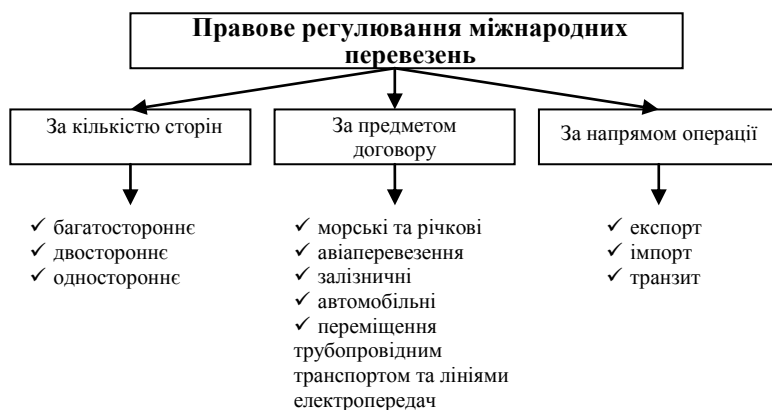 Правове регулювання міжнародних
перевезень
За кількістю сторін
За предметом
договору
За напрямом операції
✓ багатостороннє
✓ двостороннє
✓ одностороннє
✓ морські та річкові
✓ авіаперевезення
✓ залізничні
✓ автомобільні
✓ переміщення
трубопровідним
транспортом та лініями
електропередач
✓ експорт
✓ імпорт
✓ транзит